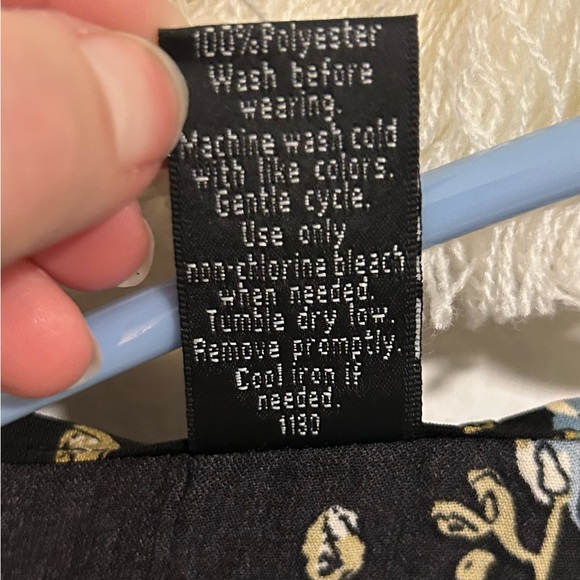 100% Polyester
Wash before
wearing.
Machine wash cold
with like colors.
Gentle cycle.
Use only
non-chlorine bleach
when needed.
Tumble dry low.
Remove promptly.
Cool iron if
needed.
1130